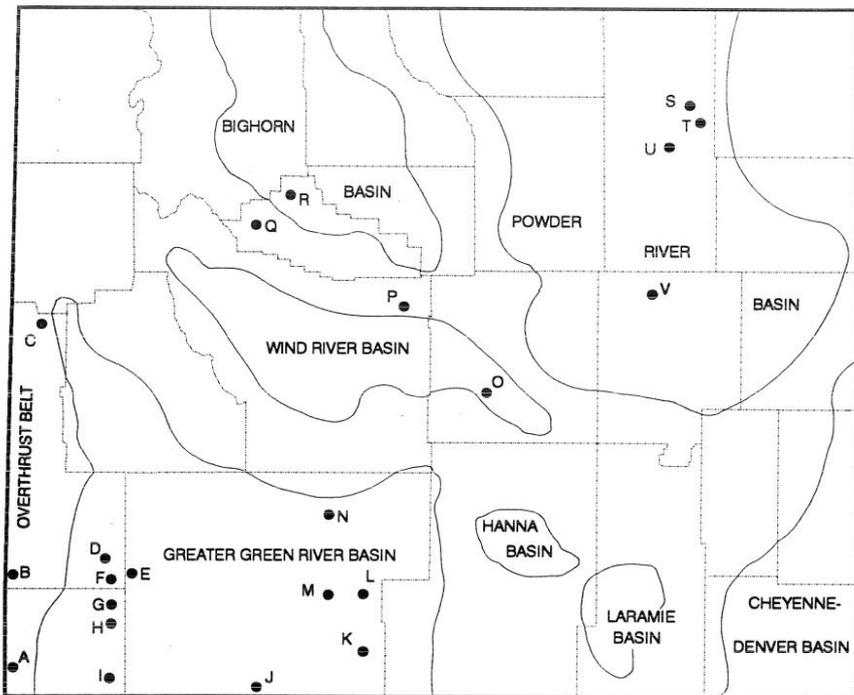 S
T
BIGHORN
U
R
BASIN
Q
POWDER
RIVER
P
V
BASIN
C
WIND RIVER BASIN
O
OVERTHRUST BELT
N
HANNA
BASIN
D
GREATER GREEN RIVER BASIN
B
F
E
M
L
G
H
LARAMIE
BASIN
CHEYENNE-
DENVER BASIN
K
A
I
J